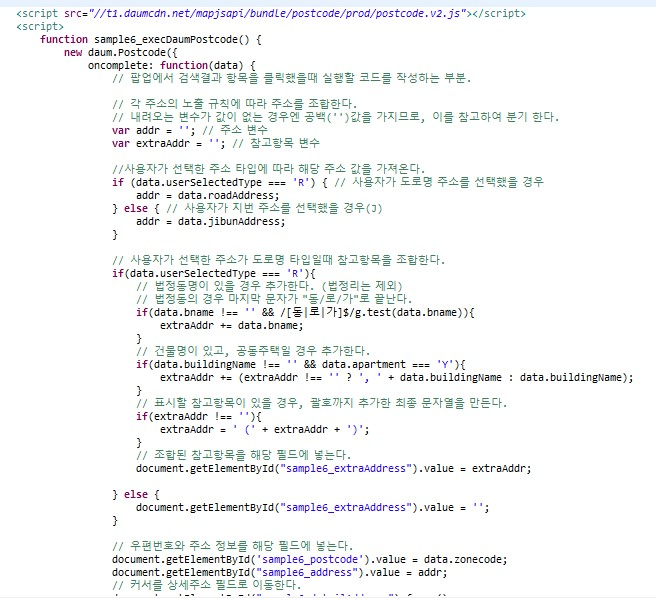 <script src="//t1.daumcdn.net/mapjsapi/bundle/postcode/prod/postcode.v2.js"></script>
<script>
function sample6_execDaumPostcode() {
new daum.Postcode({
oncomplete: function(data) {
// 팝업에서 검색결과 항목을 클릭했을때 실행할 코드를 작성하는 부분.
// 각 주소의 노출 규칙에 따라 주소를 조합한다.
// 내려오는 변수가 값이 없는 경우엔 공백('')값을 가지므로, 이를 참고하여 분기 한다.
var addr = ''; // 주소 변수
var extraAddr = ''; // 참고항목 변수
//사용자가 선택한 주소 타입에 따라 해당 주소 값을 가져온다.
if (data.userSelectedType === 'R') { // 사용자가 도로명 주소를 선택했을 경우
addr = data.roadAddress;
} else { // 사용자가 지번 주소를 선택했을 경우(J)
addr = data.jibunAddress;
}
// 사용자가 선택한 주소가 도로명 타입일때 참고항목을 조합한다.
if(data.userSelectedType === 'R'){
// 법정동명이 있을 경우 추가한다. (법정리는 제외)
// 법정동의 경우 마지막 문자가 "동/로/가"로 끝난다.
if(data.bname !== '' && /[동|로|가]$/g.test(data.bname)){
extraAddr += data.bname;
}
// 건물명이 있고, 공동주택일 경우 추가한다.
if(data.buildingName !== '' && data.apartment === 'Y'){
extraAddr += (extraAddr !== '' ? ', ' + data.buildingName : data.buildingName);
}
// 표시할 참고항목이 있을 경우, 괄호까지 추가한 최종 문자열을 만든다.
if(extraAddr !== ''){
extraAddr = ' (' + extraAddr + ')';
}
// 조합된 참고항목을 해당 필드에 넣는다.
document.getElementById("sample6_extraAddress").value = extraAddr;
} else {
document.getElementById("sample6_extraAddress").value = '';
}
// 우편번호와 주소 정보를 해당 필드에 넣는다.
document.getElementById('sample6_postcode').value = data.zonecode;
document.getElementById("sample6_address").value = addr;
// 커서를 상세주소 필드로 이동한다.